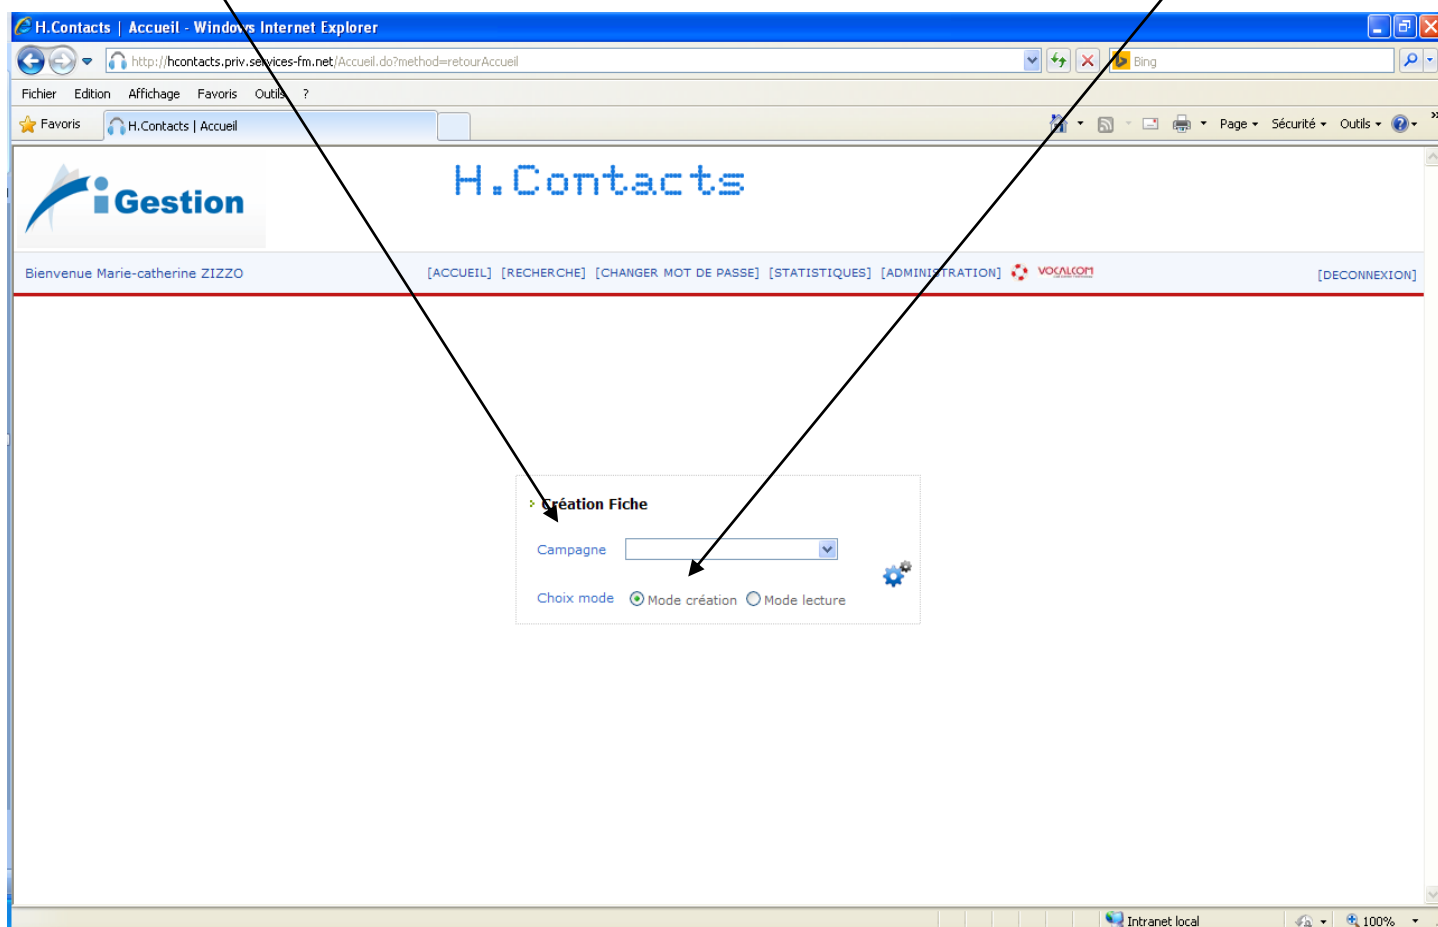 H.Contacts | Accueil - Windows Internet Explorer
http://hcontacts.priv.services-fm.net/Accueil.do?method=retourAccueil
Bing
Fichier Edition Affichage Favoris Outils ?
Favoris H.Contacts | Accueil Page Sécurité Outils
iGestion
H.Contacts
Bienvenue Marie-catherine ZIZZO [ACCUEIL] [RECHERCHE] [CHANGER MOT DE PASSE] [STATISTIQUES] [ADMINISTRATION] VOCALCOM [DECONNEXION]
Création Fiche
Campagne
Choix mode Mode création Mode lecture
Intranet local 100%